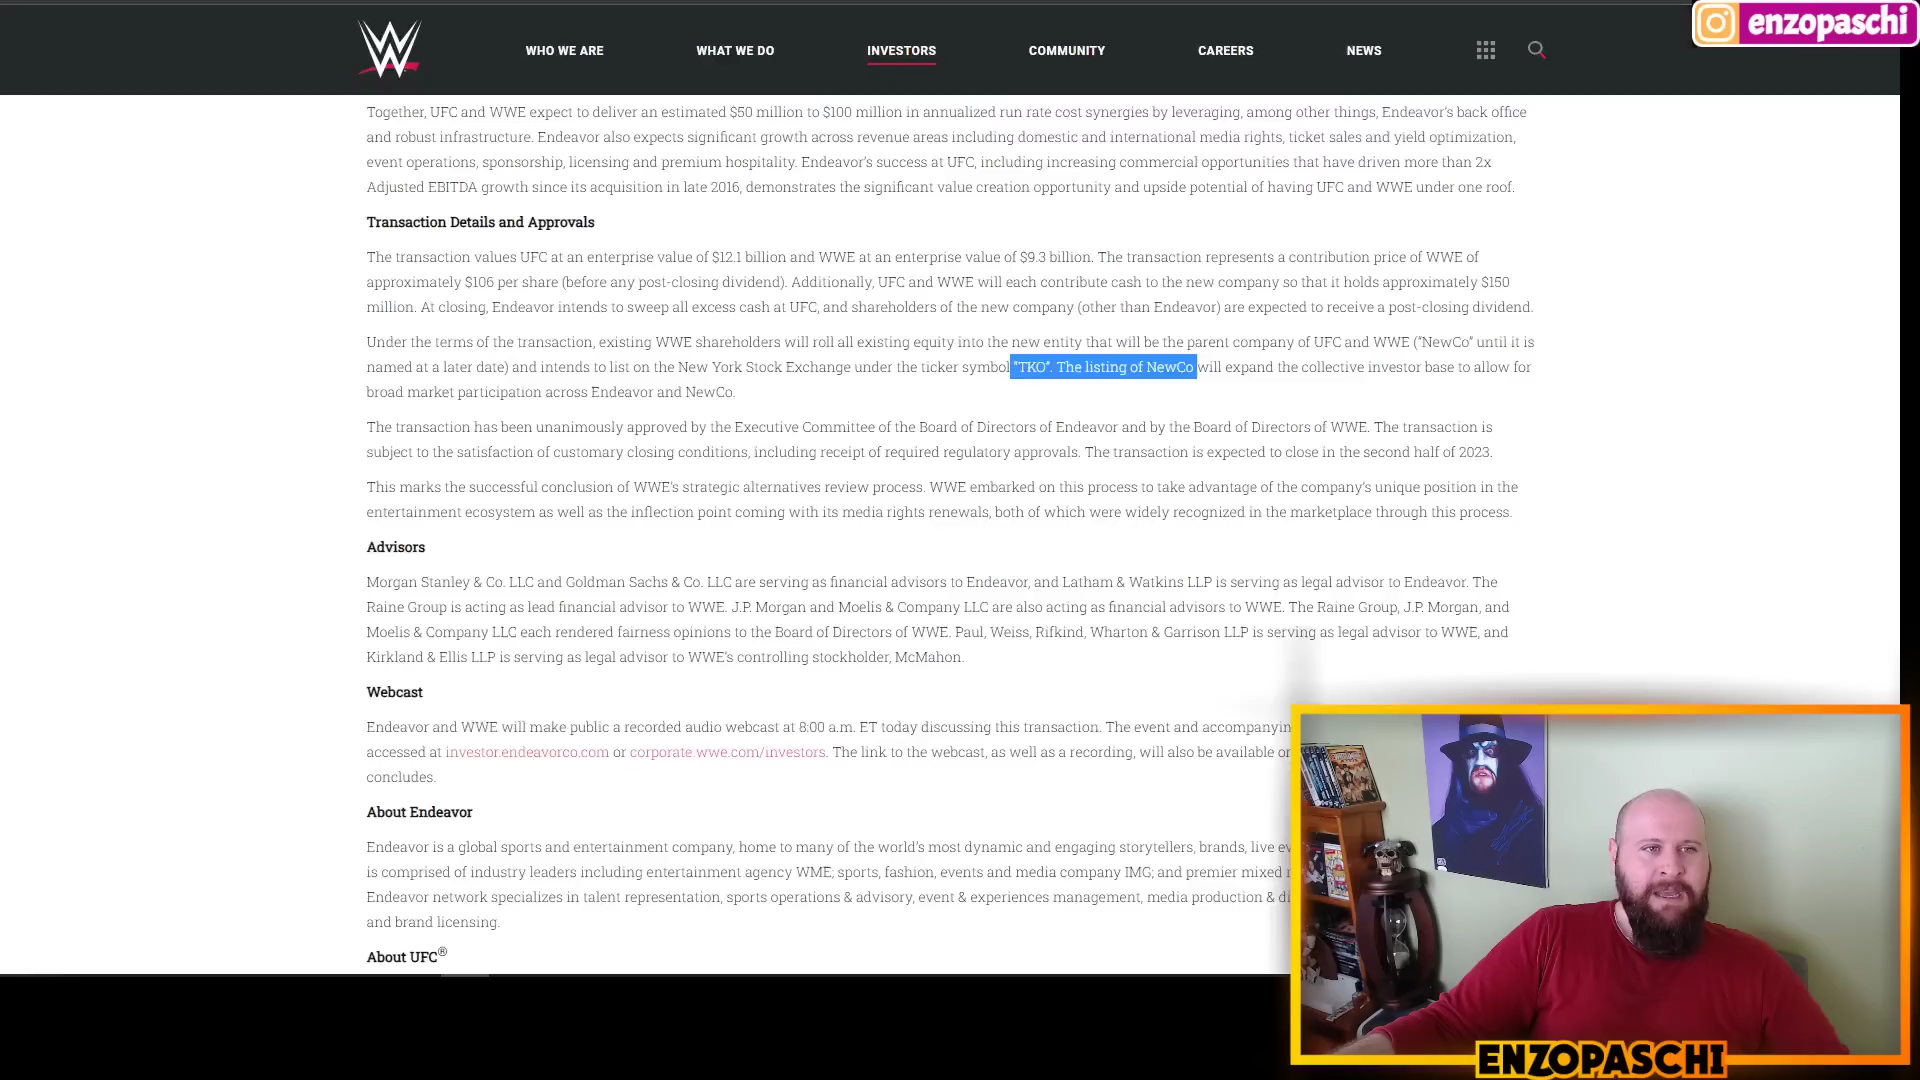 WHO WE ARE WHAT WE DO INVESTORS COMMUNITY CAREERS NEWS
enzopaschi
Together, UFC and WWE expect to deliver an estimated $50 million to $100 million in annualized run rate cost synergies by leveraging, among other things, Endeavor's back office
and robust infrastructure. Endeavor also expects significant growth across revenue areas including domestic and international media rights, ticket sales and yield optimization,
event operations, sponsorship, licensing and premium hospitality. Endeavor's success at UFC, including increasing commercial opportunities that have driven more than 2x
Adjusted EBITDA growth since its acquisition in late 2016, demonstrates the significant value creation opportunity and upside potential of having UFC and WWE under one roof.
Transaction Details and Approvals
The transaction values UFC at an enterprise value of $12.1 billion and WWE at an enterprise value of $9.3 billion. The transaction represents a contribution price of WWE of
approximately $106 per share (before any post-closing dividend). Additionally, UFC and WWE will each contribute cash to the new company so that it holds approximately $150
million. At closing, Endeavor intends to sweep all excess cash at UFC, and shareholders of the new company (other than Endeavor) are expected to receive a post-closing dividend.
Under the terms of the transaction, existing WWE shareholders will roll all existing equity into the new entity that will be the parent company of UFC and WWE ("NewCo" until it is
named at a later date) and intends to list on the New York Stock Exchange under the ticker symbol "TKO". The listing of NewCo will expand the collective investor base to allow for
broad market participation across Endeavor and NewCo.
The transaction has been unanimously approved by the Executive Committee of the Board of Directors of Endeavor and by the Board of Directors of WWE. The transaction is
subject to the satisfaction of customary closing conditions, including receipt of required regulatory approvals. The transaction is expected to close in the second half of 2023.
This marks the successful conclusion of WWE's strategic alternatives review process. WWE embarked on this process to take advantage of the company's unique position in the
entertainment ecosystem as well as the inflection point coming with its media rights renewals, both of which were widely recognized in the marketplace through this process.
Advisors
Morgan Stanley & Co. LLC and Goldman Sachs & Co. LLC are serving as financial advisors to Endeavor, and Latham & Watkins LLP is serving as legal advisor to Endeavor. The
Raine Group is acting as lead financial advisor to WWE. J.P. Morgan and Moelis & Company LLC are also acting as financial advisors to WWE. The Raine Group, J.P. Morgan, and
Moelis & Company LLC each rendered fairness opinions to the Board of Directors of WWE. Paul, Weiss, Rifkind, Wharton & Garrison LLP is serving as legal advisor to WWE, and
Kirkland & Ellis LLP is serving as legal advisor to WWE's controlling stockholder, McMahon.
Webcast
Endeavor and WWE will make public a recorded audio webcast at 8:00 a.m. ET today discussing this transaction. The event and accompanyin
accessed at investor.endeavorco.com or corporate.wwe.com/investors. The link to the webcast, as well as a recording, will also be available or
concludes.
About Endeavor
Endeavor is a global sports and entertainment company, home to many of the world's most dynamic and engaging storytellers, brands, live ev
is comprised of industry leaders including entertainment agency WME; sports, fashion, events and media company IMG; and premier mixed
Endeavor network specializes in talent representation, sports operations & advisory, event & experiences management, media production & di
and brand licensing.
About UFC®
ENZOPASCHI